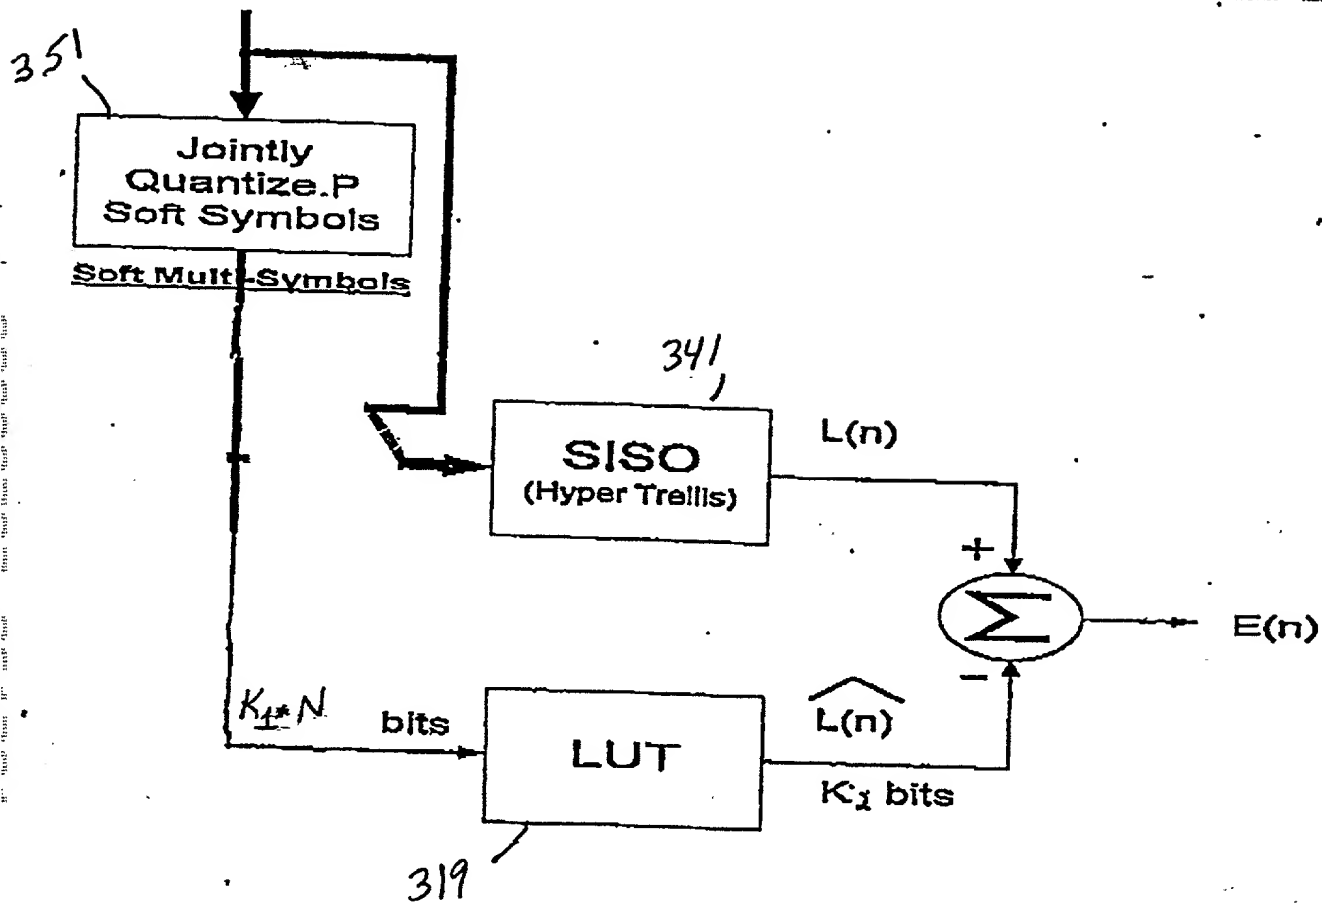 351
Jointly
Quantize.P
Soft Symbols
Soft Multi-Symbols
341
SISO
(Hyper Trellis)
L(n)
+
Σ
E(n)
−
K1*N bits
LUT
L(n)
K2 bits
319